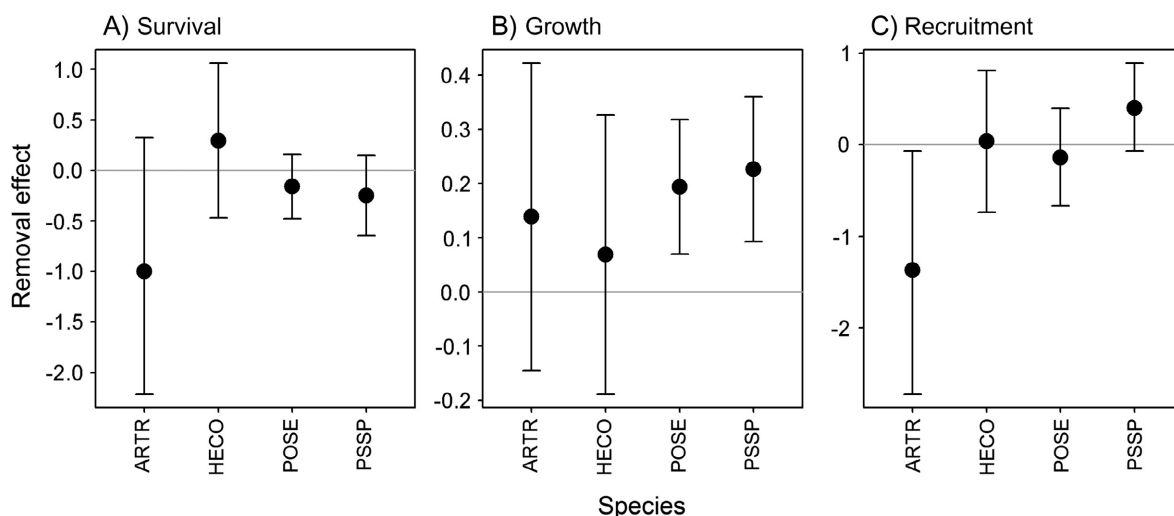 A) Survival
B) Growth
C) Recruitment
Removal effect
1.0
0.5
0.0
-0.5
-1.0
-1.5
-2.0
0.4
0.3
0.2
0.1
0.0
-0.1
-0.2
1
0
-1
-2
ARTR
HECO
POSE
PSSP
ARTR
HECO
POSE
PSSP
ARTR
HECO
POSE
PSSP
Species